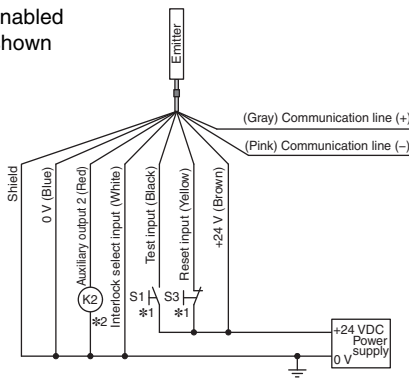 nabled
hown
Emitter
(Gray) Communication line (+)
(Pink) Communication line (−)
Shield
0 V (Blue)
Auxiliary output 2 (Red)
Interlock select input (White)
Test input (Black)
Reset input (Yellow)
+24 V (Brown)
K2
*2
S1
*1
S3
*1
+24 VDC
Power
supply
0 V